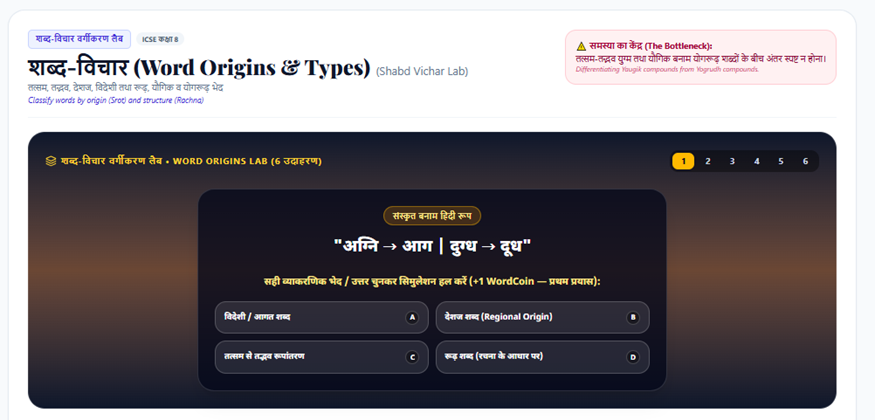 शब्द-विचार वर्गीकरण लैब ICSE कक्षा 8
शब्द-विचार (Word Origins & Types) (Shabd Vichar Lab)
तत्सम, तद्भव, देशज, विदेशी तथा रूढ़, यौगिक व योगरूढ़ भेद
Classify words by origin (Srot) and structure (Rachna)
⚠ समस्या का केंद्र (The Bottleneck):
तत्सम-तद्भव युग्म तथा यौगिक बनाम योगरूढ़ शब्दों के बीच अंतर स्पष्ट न होना।
Differentiating Yaugik compounds from Yogrudh compounds.
शब्द-विचार वर्गीकरण लैब • WORD ORIGINS LAB (6 उदाहरण)
1 2 3 4 5 6
संस्कृत बनाम हिंदी रूप
"अग्नि → आग | दुग्ध → दूध"
सही व्याकरणिक भेद / उत्तर चुनकर सिमुलेशन हल करें (+1 WordCoin — प्रथम प्रयास):
विदेशी / आगत शब्द A
देशज शब्द (Regional Origin) B
तत्सम से तद्भव रूपांतरण C
रूढ़ शब्द (रचना के आधार पर) D